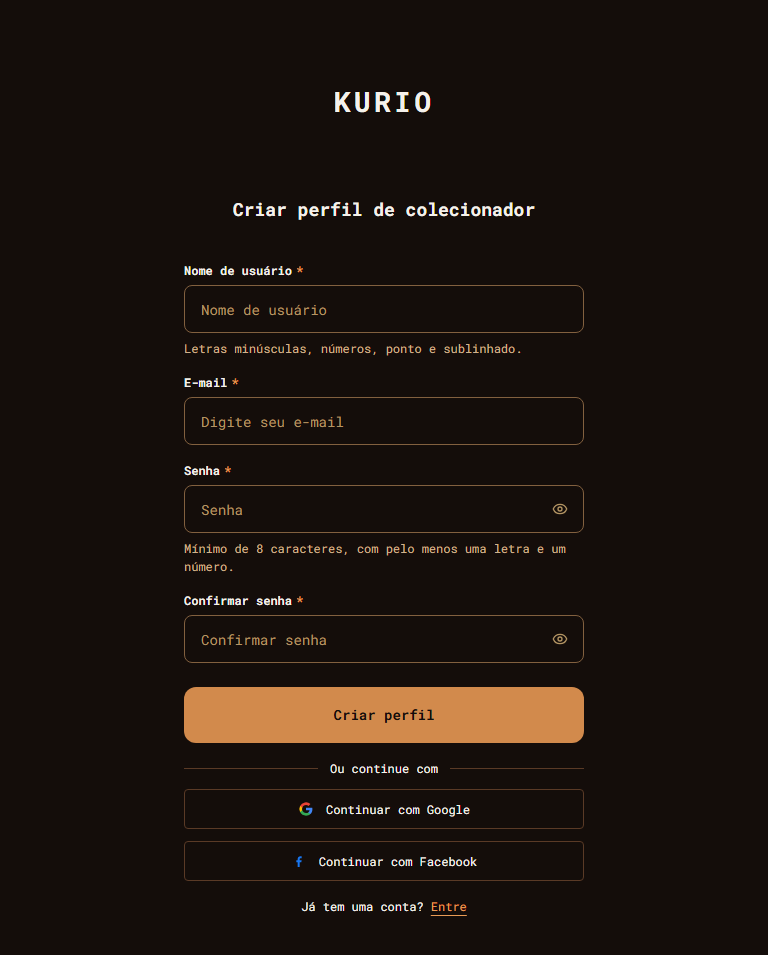 KURIO
Criar perfil de colecionador
Nome de usuário *
Nome de usuário
Letras minúsculas, números, ponto e sublinhado.
E-mail *
Digite seu e-mail
Senha *
Senha
Mínimo de 8 caracteres, com pelo menos uma letra e um
número.
Confirmar senha *
Confirmar senha
Criar perfil
Ou continue com
Continuar com Google
Continuar com Facebook
Já tem uma conta? Entre